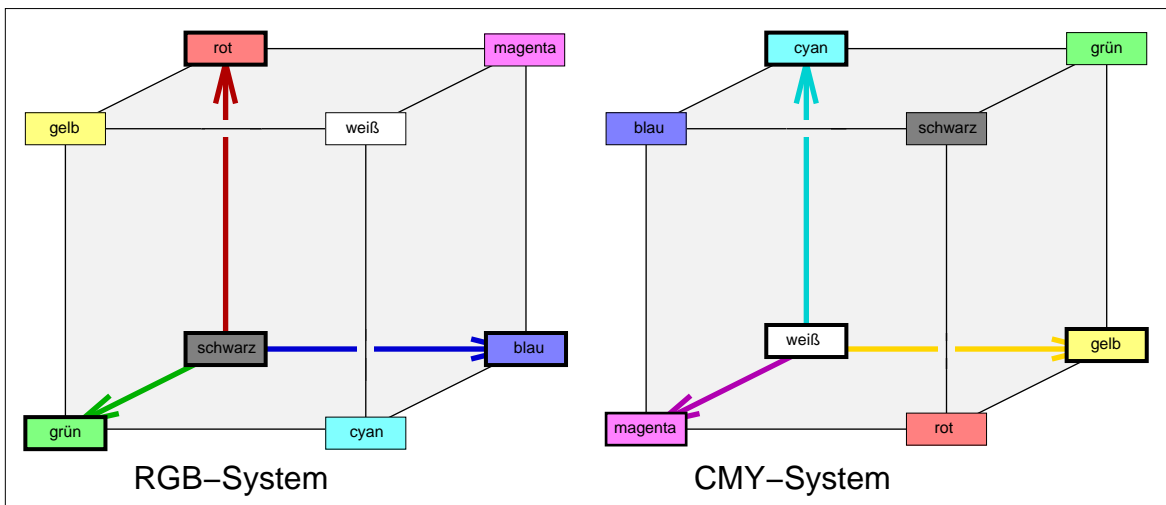 rot
magenta
gelb
weiß
schwarz
blau
grün
cyan
RGB−System
cyan
grün
blau
schwarz
weiß
gelb
magenta
rot
CMY−System